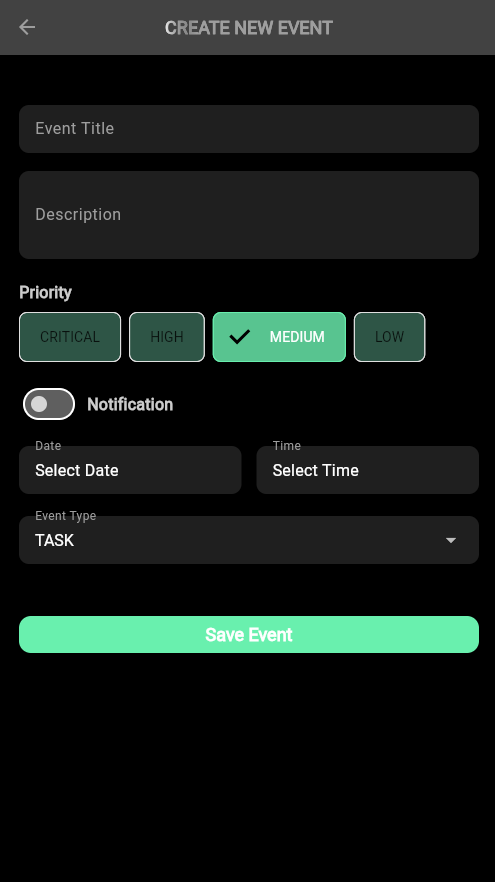 CREATE NEW EVENT
Event Title
Description
Priority
CRITICAL HIGH MEDIUM LOW
Notification
Date Time
Select Date Select Time
Event Type
TASK
Save Event